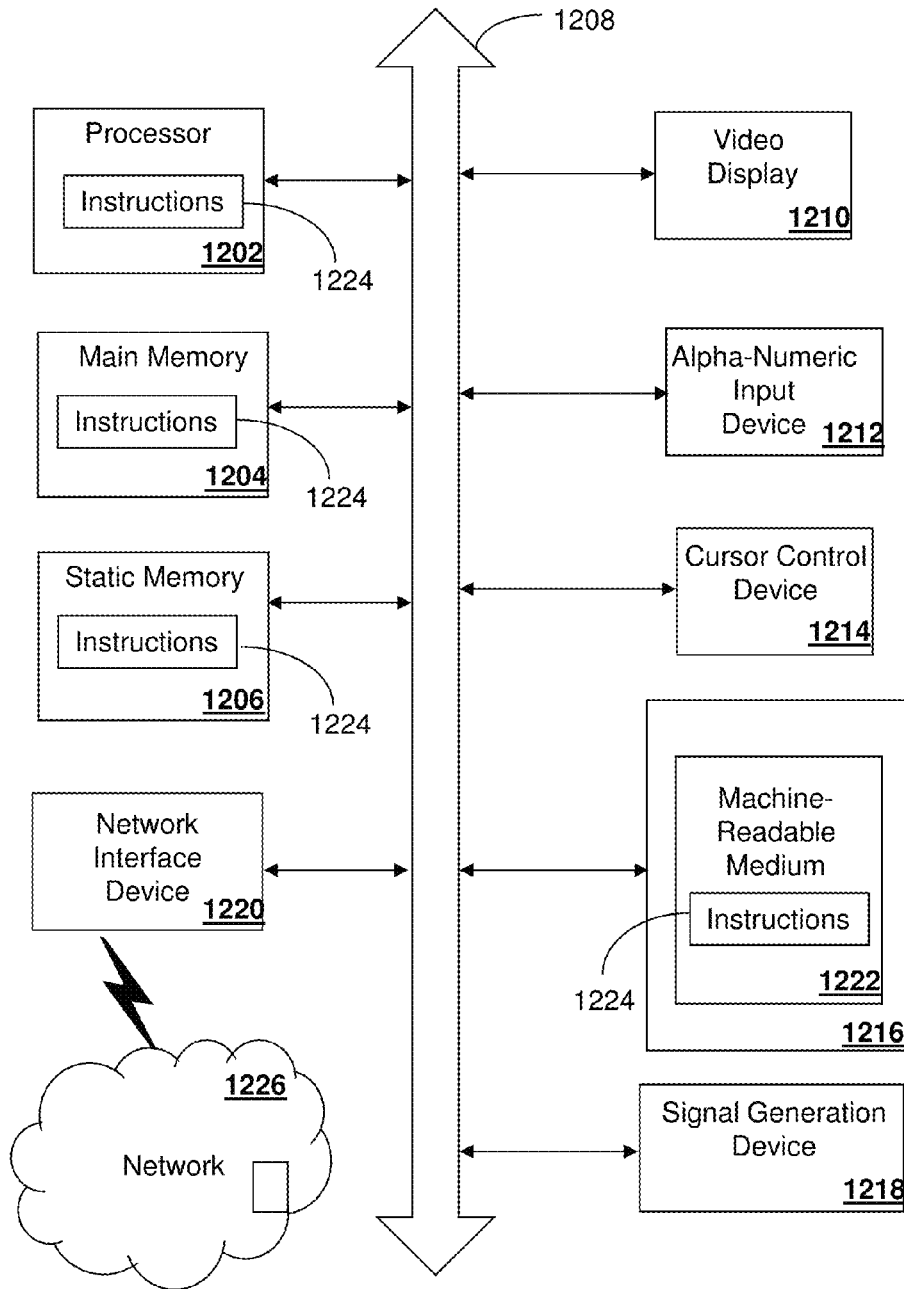 1208
Processor
Instructions
1202
1224
Main Memory
Instructions
1204
1224
Static Memory
Instructions
1206
1224
Network
Interface
Device
1220
1226
Network
Video
Display
1210
Alpha-Numeric
Input
Device
1212
Cursor Control
Device
1214
Machine-
Readable
Medium
Instructions
1222
1224
1216
Signal Generation
Device
1218